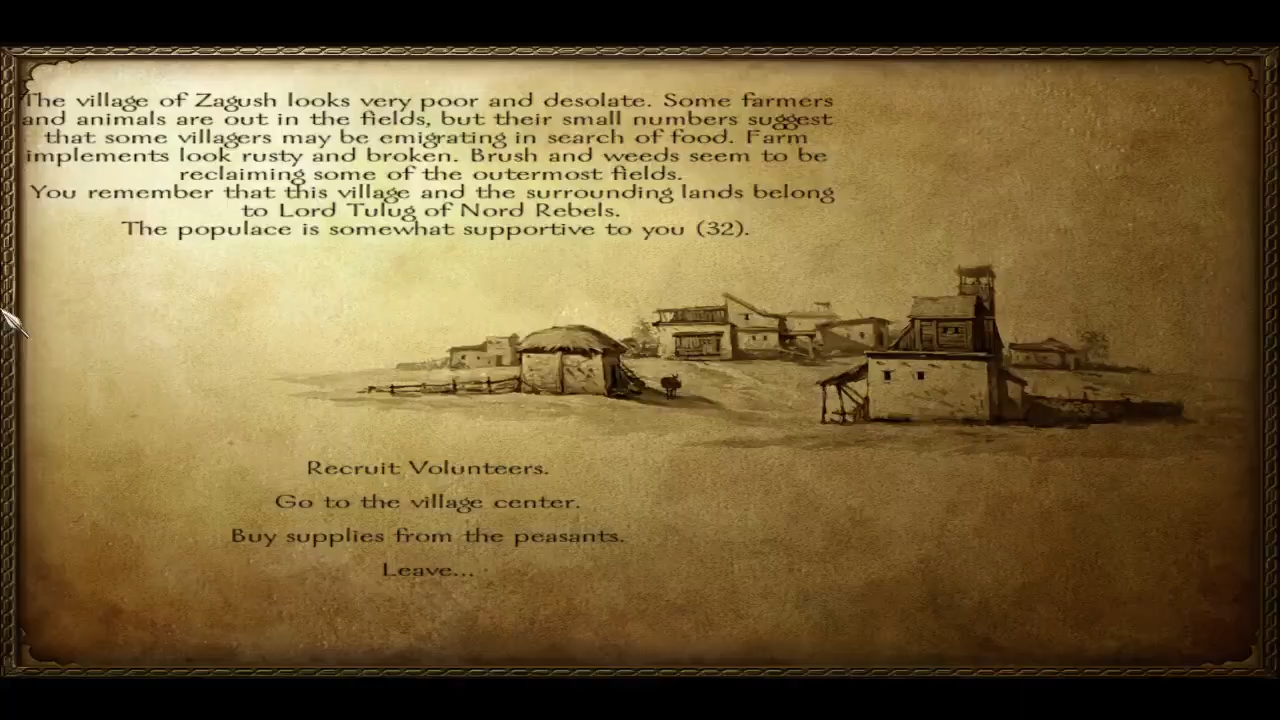 The village of Zagush looks very poor and desolate. Some farmers
and animals are out in the fields, but their small numbers suggest
that some villagers may be emigrating in search of food. Farm
implements look rusty and broken. Brush and weeds seem to be
reclaiming some of the outermost fields.
You remember that this village and the surrounding lands belong
to Lord Tulug of Nord Rebels.
The populace is somewhat supportive to you (32).
Recruit Volunteers.
Go to the village center.
Buy supplies from the peasants.
Leave...